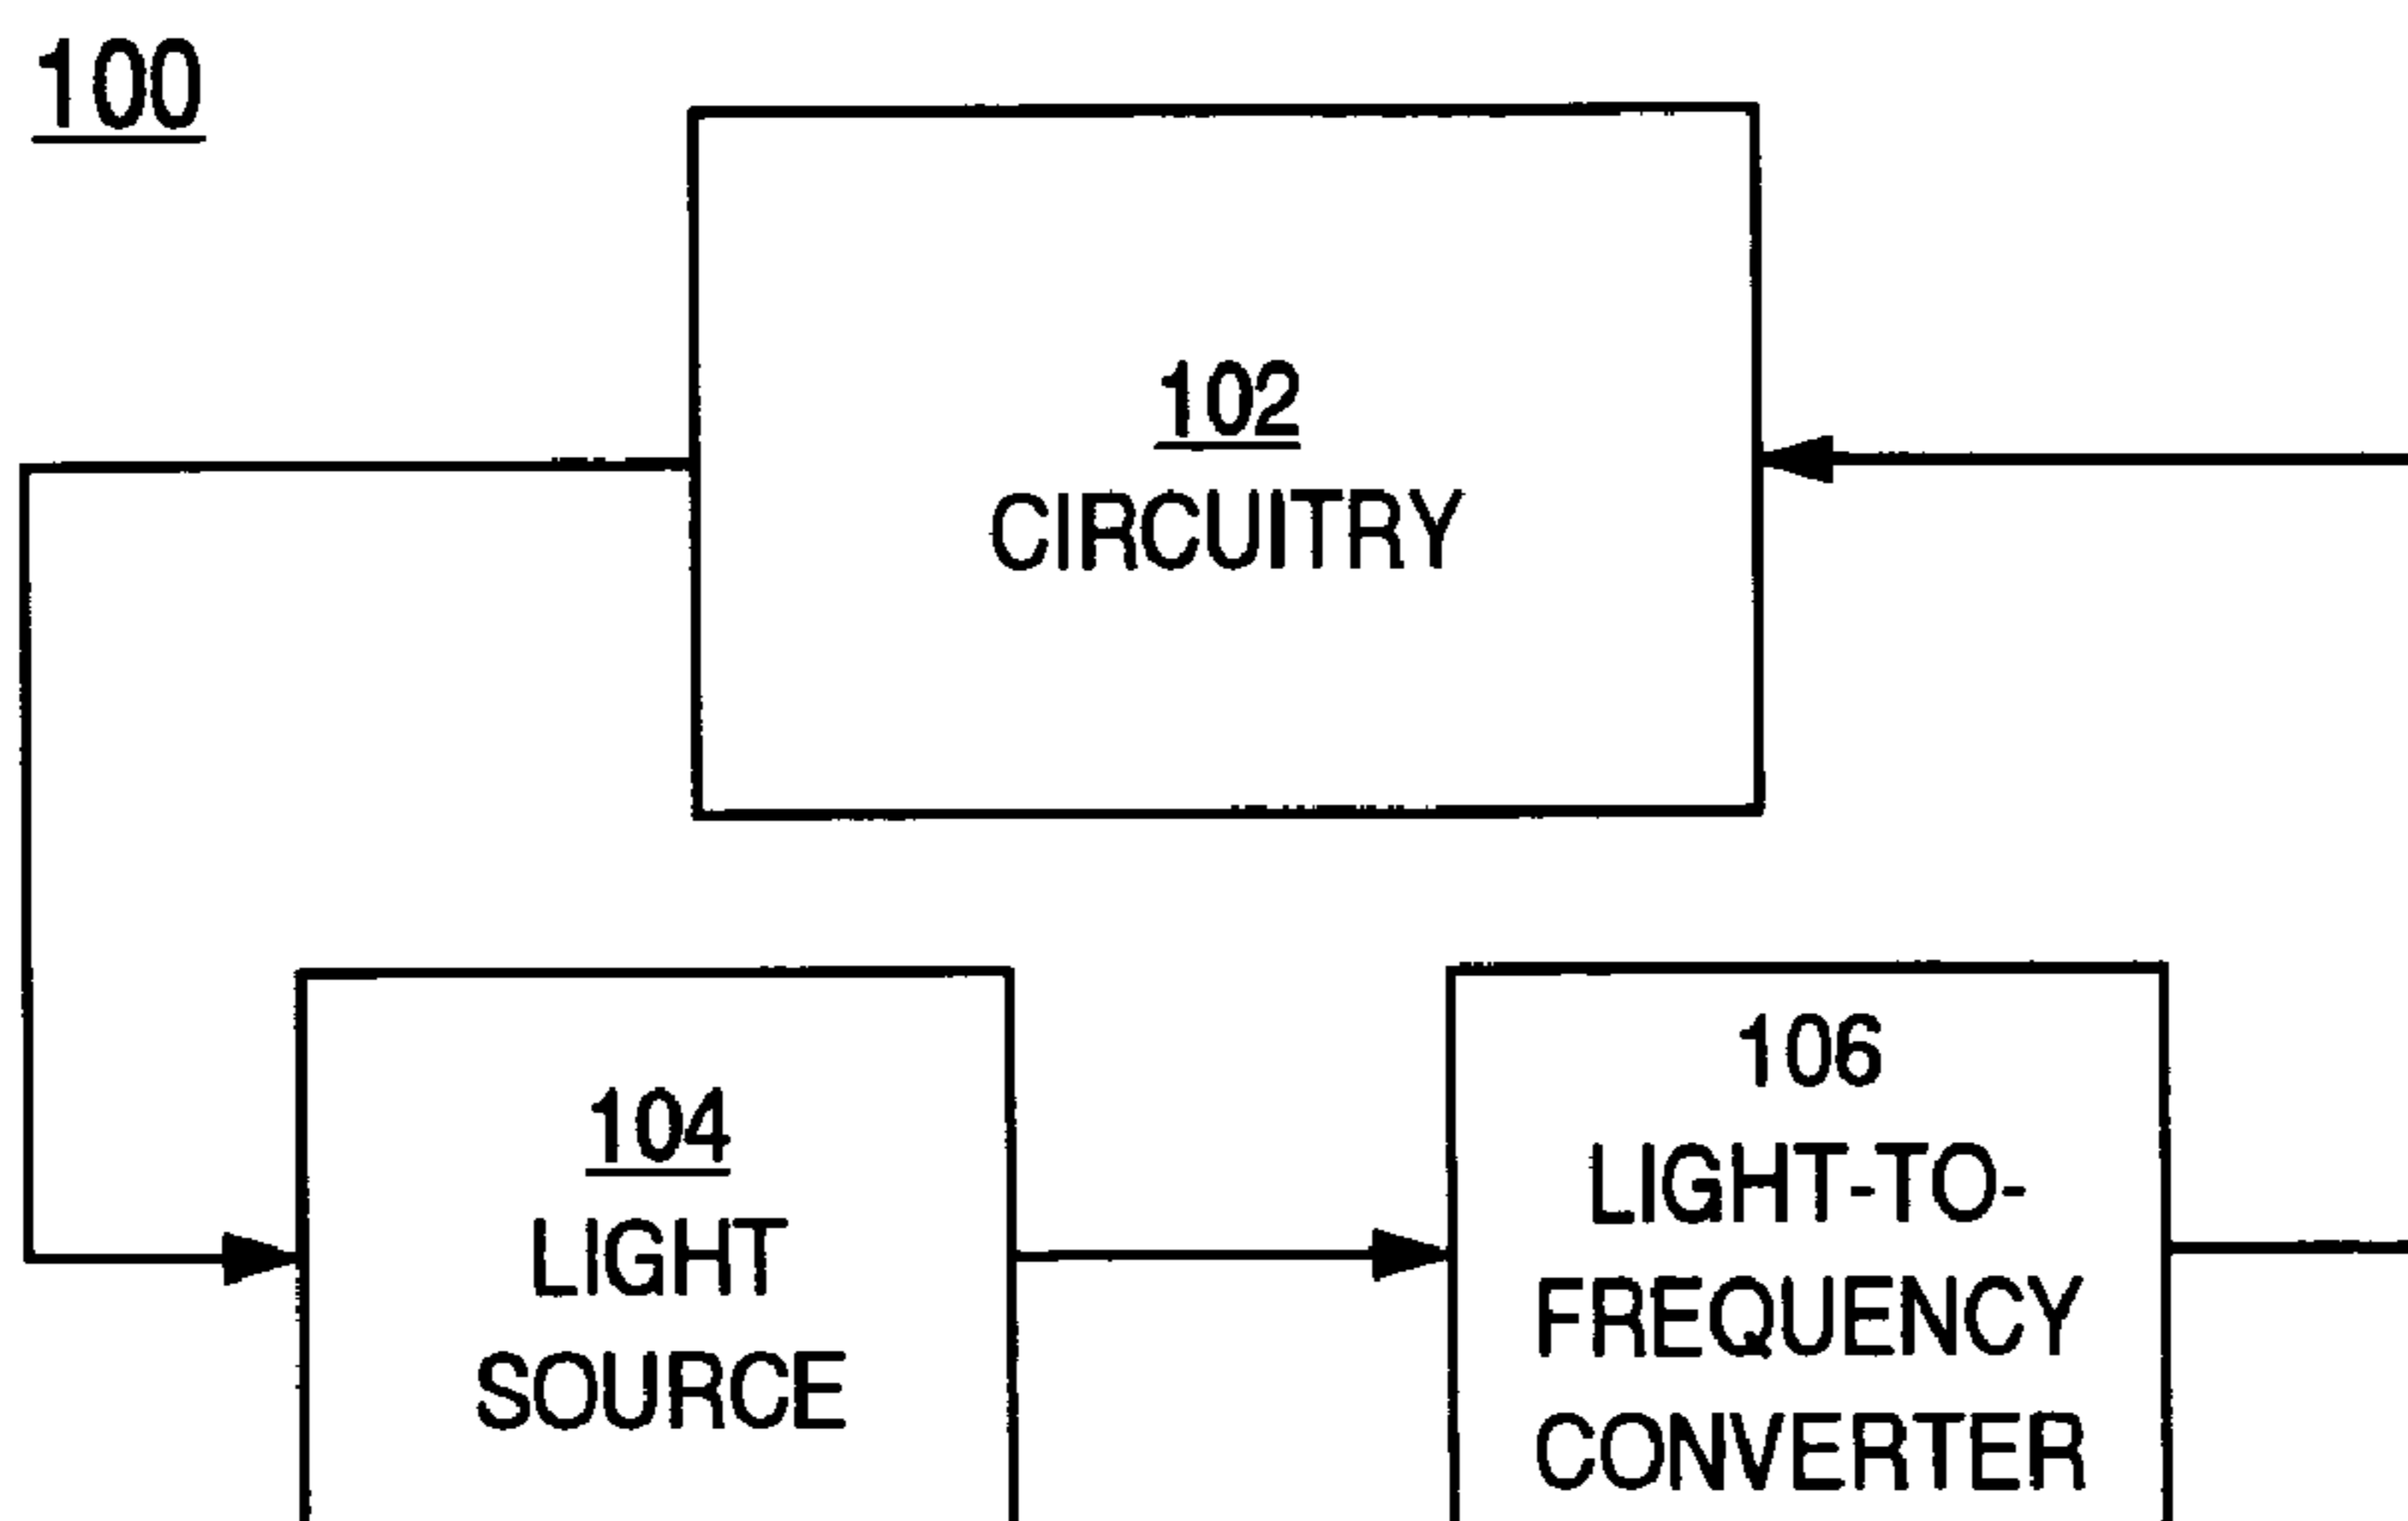 100
102
CIRCUITRY
104
LIGHT
SOURCE
106
LIGHT-TO-
FREQUENCY
CONVERTER